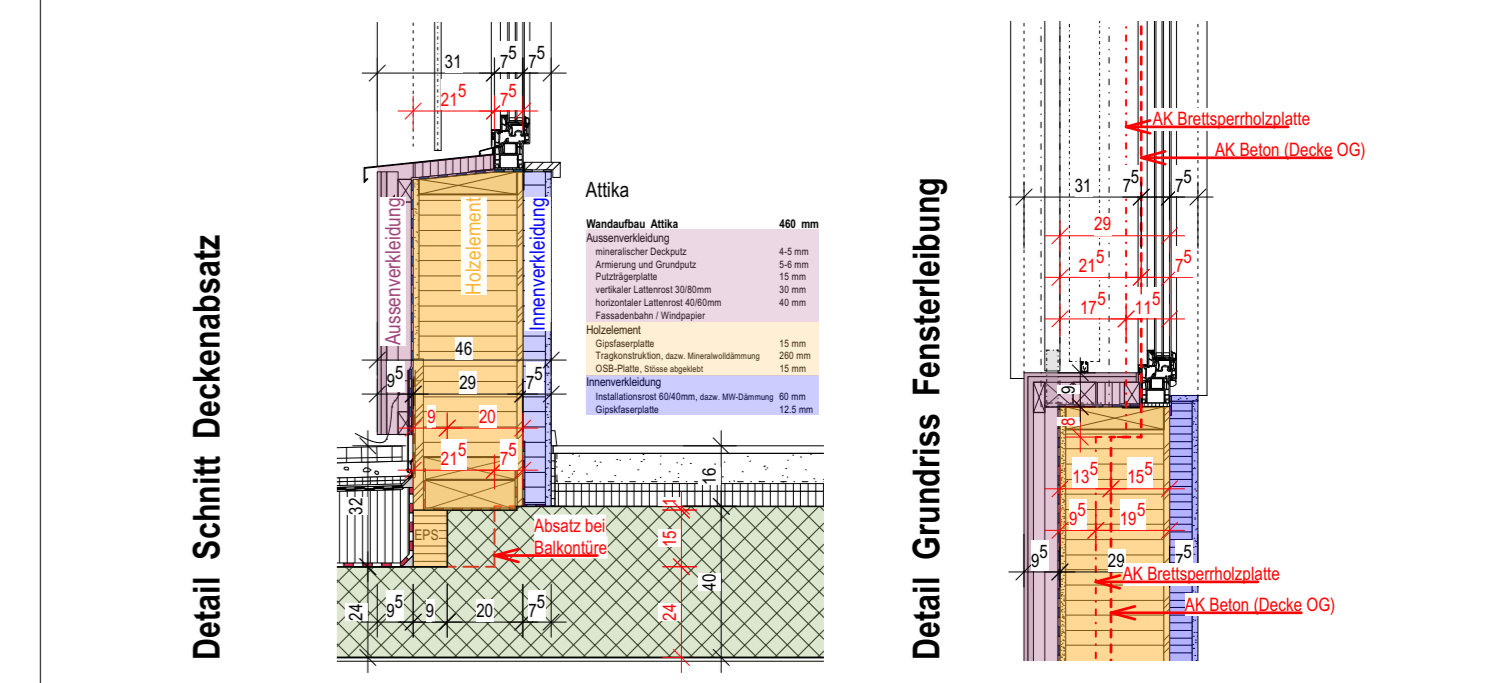 Detail Schnitt Deckenabsatz
31
7⁵
7⁵
21⁵
7⁵
Aussenverkleidung
Holzelement
Innenverkleidung
46
9⁵
29
7⁵
9
20
21⁵
7⁵
32
EPS
Absatz bei
Balkontüre
16
1
15
40
24
24
9⁵
9
20
7⁵
Attika
Wandaufbau Attika 460 mm
Aussenverkleidung
mineralischer Deckputz 4-5 mm
Armierung und Grundputz 5-6 mm
Putzträgerplatte 15 mm
vertikaler Lattenrost 30/80mm 30 mm
horizontaler Lattenrost 40/60mm 40 mm
Fassadenbahn / Windpapier
Holzelement
Gipsfaserplatte 15 mm
Tragkonstruktion, dazw. Mineralwolldämmung 260 mm
OSB-Platte, Stösse abgeklebt 15 mm
Innenverkleidung
Installationsrost 60/40mm, dazw. MW-Dämmung 60 mm
Gipskfaserplatte 12.5 mm
Detail Grundriss Fensterleibung
AK Brettsperrholzplatte
AK Beton (Decke OG)
31
7⁵
7⁵
29
21⁵
7⁵
17⁵
11⁵
9
8
13⁵
15⁵
9⁵
19⁵
9⁵
29
7⁵
AK Brettsperrholzplatte
AK Beton (Decke OG)